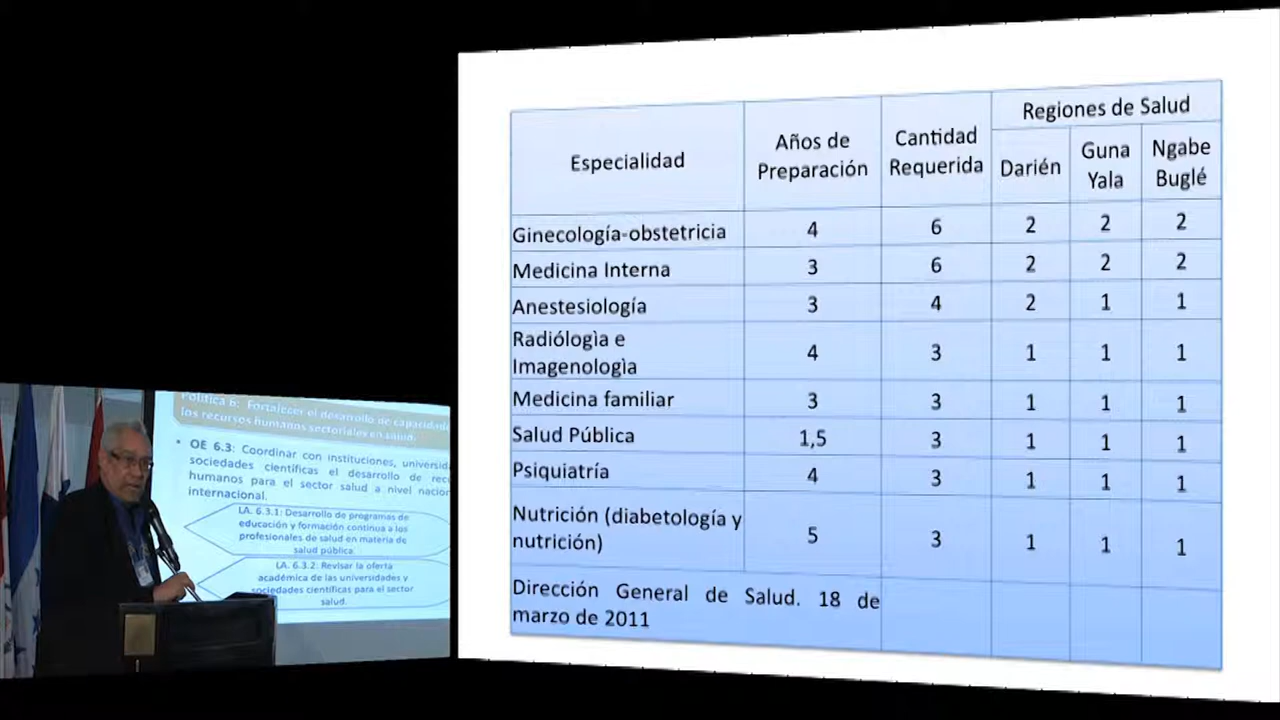 Política 6: Fortalecer el desarrollo de
los recursos humanos sectoriales en salud.
• OE 6.3: Coordinar con instituciones,
sociedades científicas el desarrollo de
humanos para el sector salud a nivel
internacional.
LA. 6.3.1: Desarrollo de programas de
educación y formación continua a los
profesionales de salud en materia de
salud pública.
LA. 6.3.2: Revisar la oferta
académica de las universidades y
sociedades científicas para el sector
salud.
Especialidad Años de Preparación Cantidad Requerida Regiones de Salud
Darién Guna Yala Ngabe Buglé
Ginecología-obstetricia 4 6 2 2 2
Medicina Interna 3 6 2 2 2
Anestesiología 3 4 2 1 1
Radiólogìa e
Imagenologìa 4 3 1 1 1
Medicina familiar 3 3 1 1 1
Salud Pública 1,5 3 1 1 1
Psiquiatría 4 3 1 1 1
Nutrición (diabetología y
nutrición) 5 3 1 1 1
Dirección General de Salud. 18 de
marzo de 2011